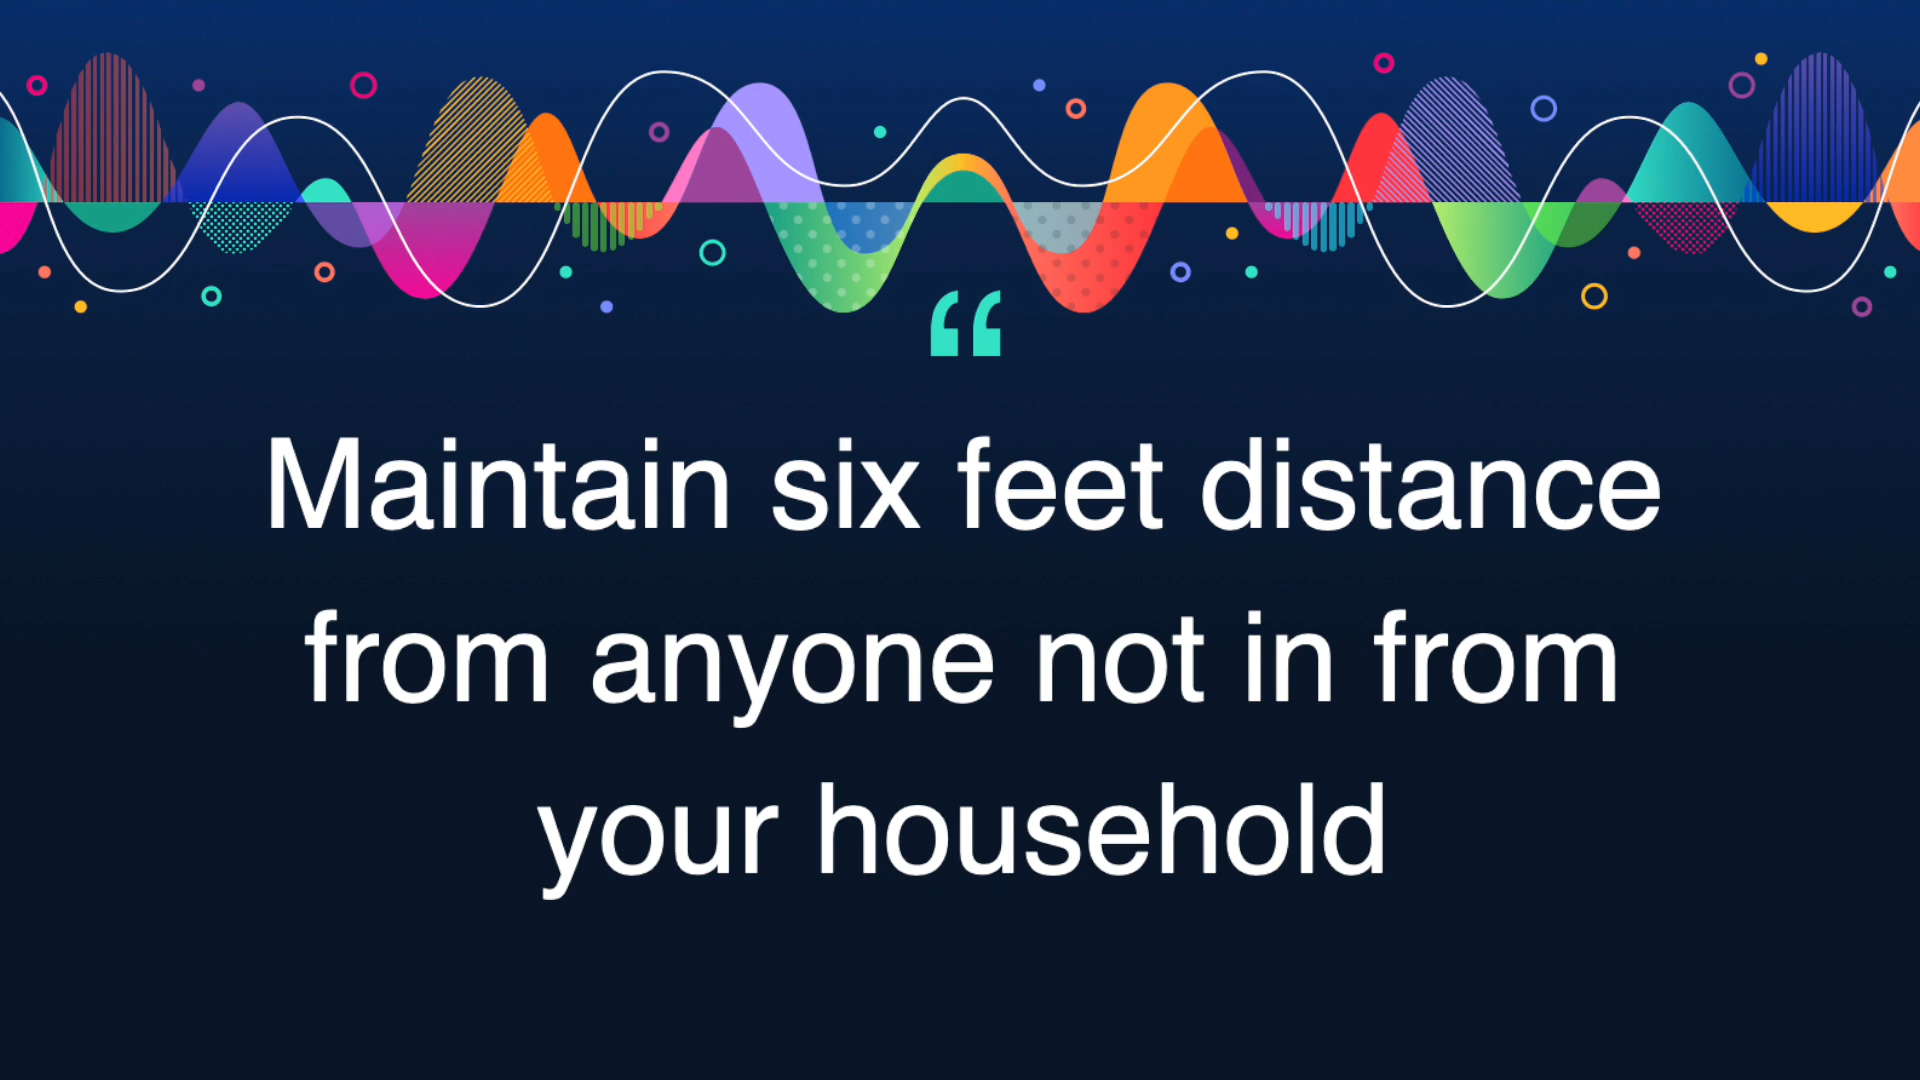 “
Maintain six feet distance
from anyone not in from
your household